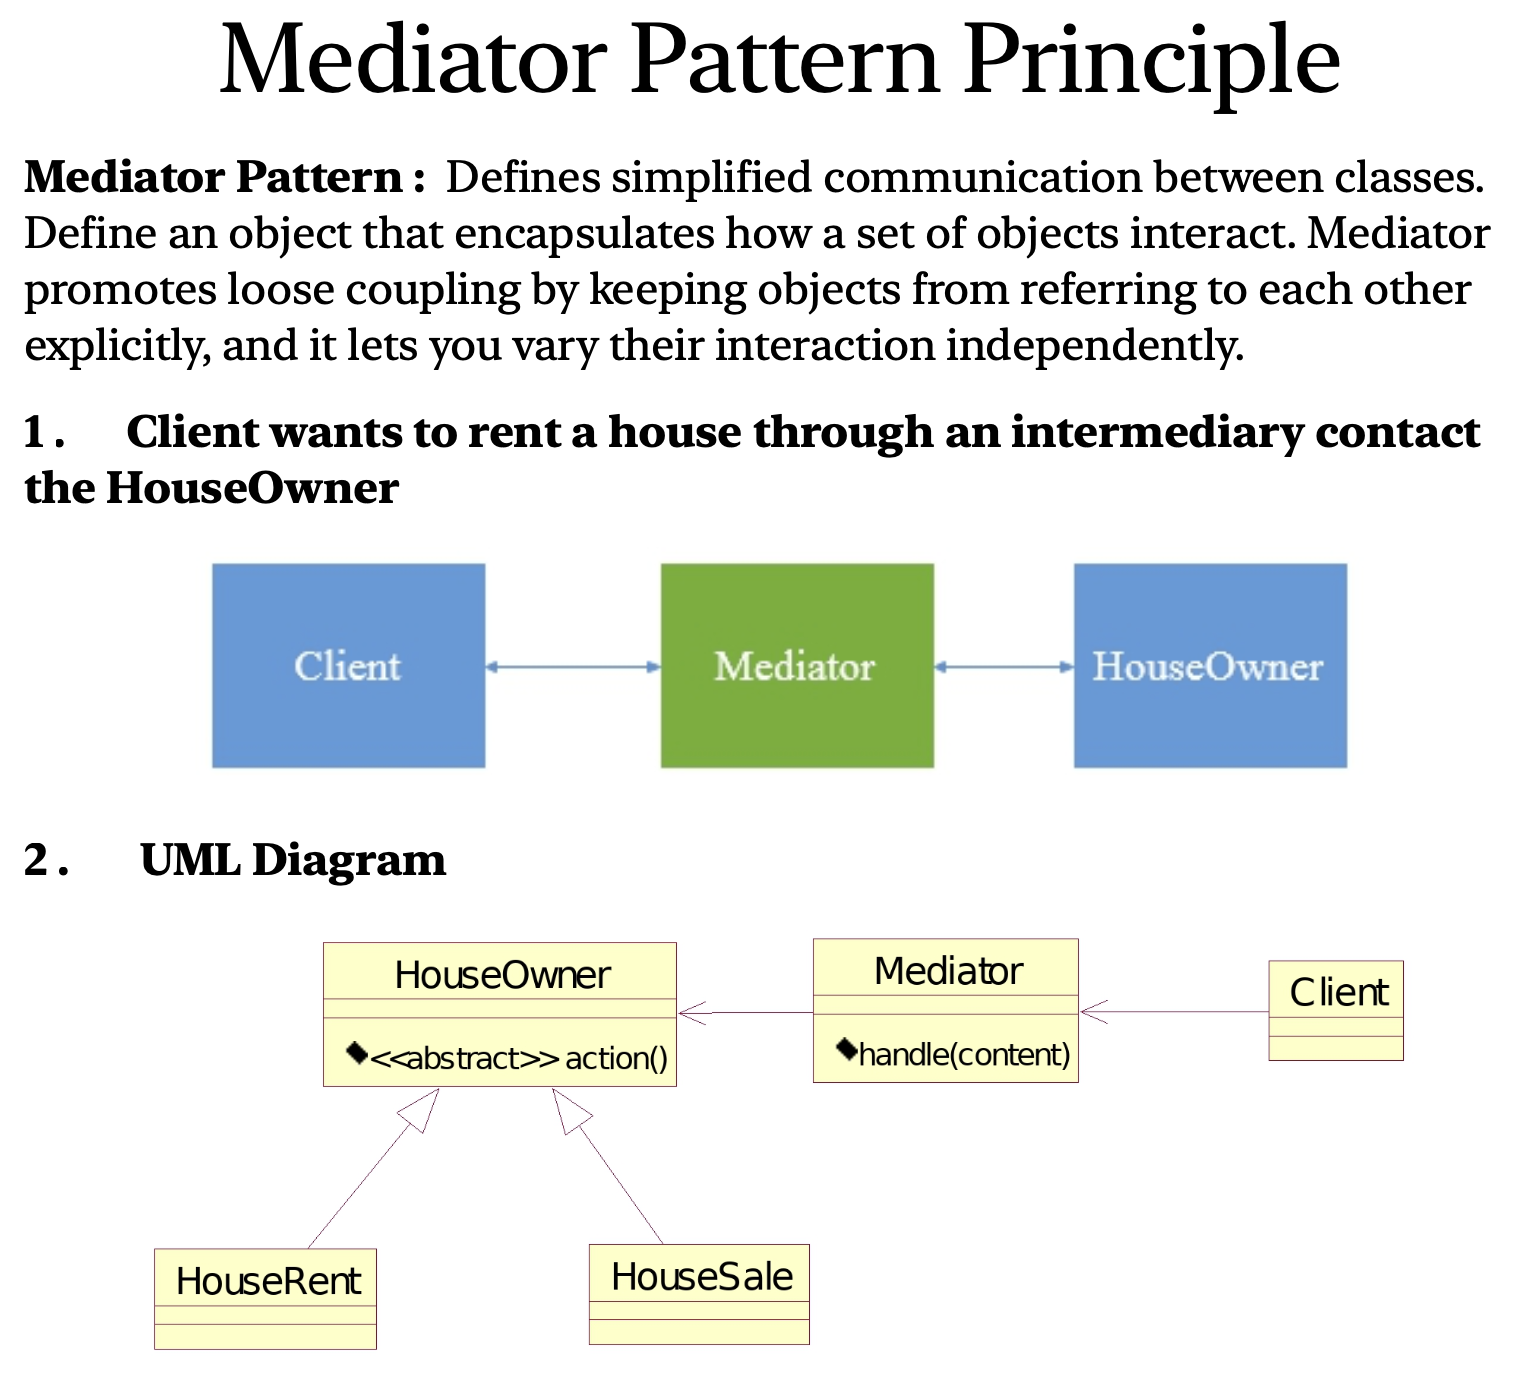 Mediator Pattern Principle
Mediator Pattern : Defines simplified communication between classes.
Define an object that encapsulates how a set of objects interact. Mediator
promotes loose coupling by keeping objects from referring to each other
explicitly, and it lets you vary their interaction independently.
1 . Client wants to rent a house through an intermediary contact
the HouseOwner
Client
Mediator
HouseOwner
2 . UML Diagram
HouseOwner
<<abstract>> action()
Mediator
handle(content)
Client
HouseRent
HouseSale